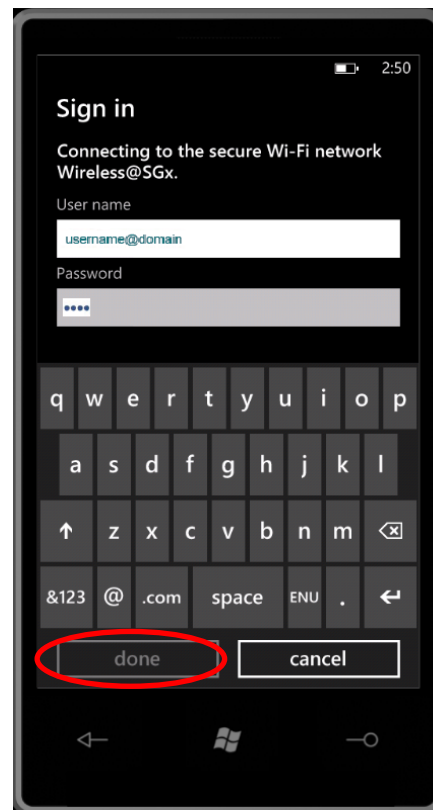 2:50
Sign in
Connecting to the secure Wi-Fi network
Wireless@SGx.
User name
username@domain
Password
••••
q w e r t y u i o p
a s d f g h j k l
z x c v b n m
&123 @ .com space ENU .
done cancel